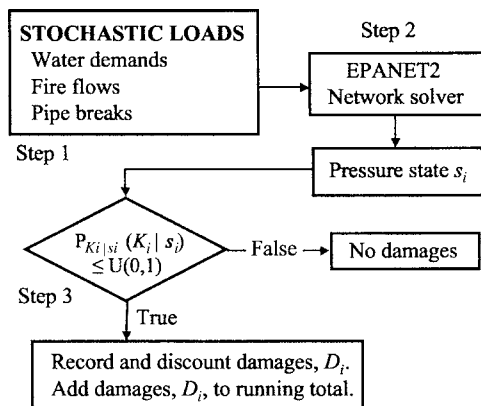 STOCHASTIC LOADS
Water demands
Fire flows
Pipe breaks
Step 1
Step 2
EPANET2
Network solver
Pressure state s_i
P_{Ki|si} (K_i | s_i)
≤ U(0,1)
False
No damages
Step 3
True
Record and discount damages, D_i.
Add damages, D_i, to running total.